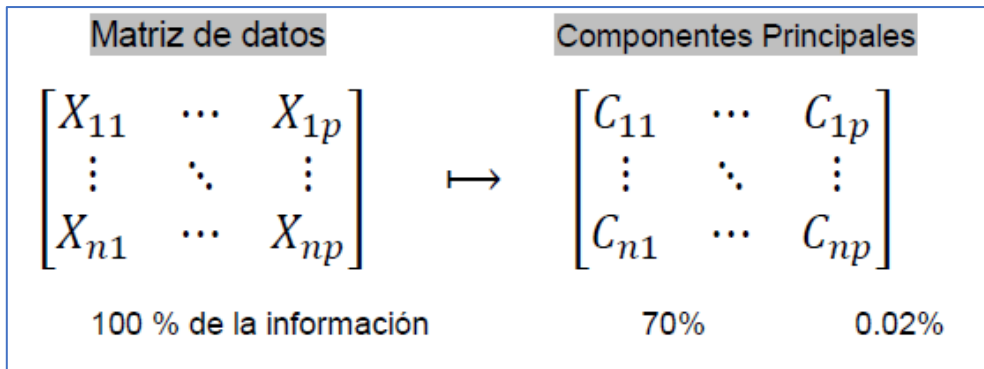 Matriz de datos Componentes Principales
[X₁₁ ⋯ X₁ₚ] [C₁₁ ⋯ C₁ₚ]
[⋮ ⋱ ⋮] ↦ [⋮ ⋱ ⋮]
[Xₙ₁ ⋯ Xₙₚ] [Cₙ₁ ⋯ Cₙₚ]
100 % de la información 70% 0.02%